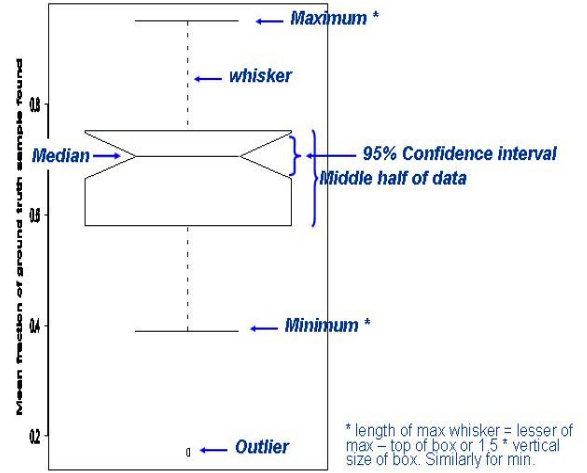 Maximum *
whisker
Median
95% Confidence interval
Middle half of data
Minimum *
Outlier
Mean fraction of ground truth sample found
0.8
0.6
0.4
0.2
* length of max whisker = lesser of
max – top of box or 1.5 * vertical
size of box. Similarly for min.